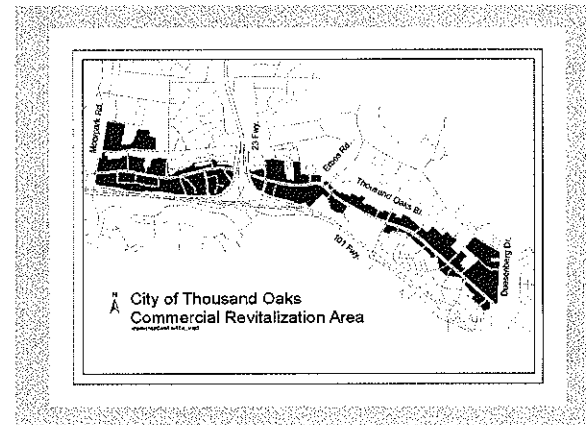 Moorpark Rd.
23 Fwy.
Erbes Rd.
Thousand Oaks Bl.
101 Fwy.
Duesenberg Dr.
N
City of Thousand Oaks
Commercial Revitalization Area